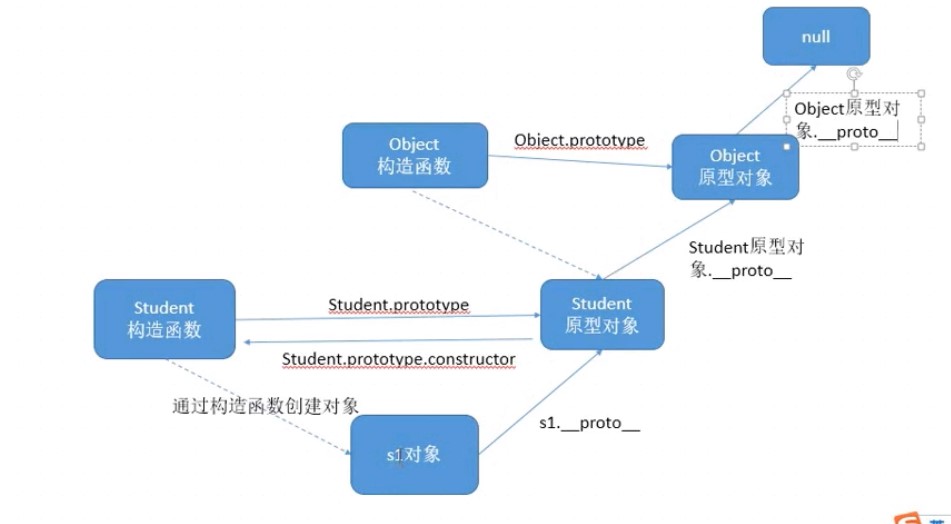 null
Object原型对
象.__proto__
Object
构造函数
Object.prototype
Object
原型对象
Student原型对
象.__proto__
Student
构造函数
Student.prototype
Student
原型对象
Student.prototype.constructor
通过构造函数创建对象
s1对象
s1.__proto__